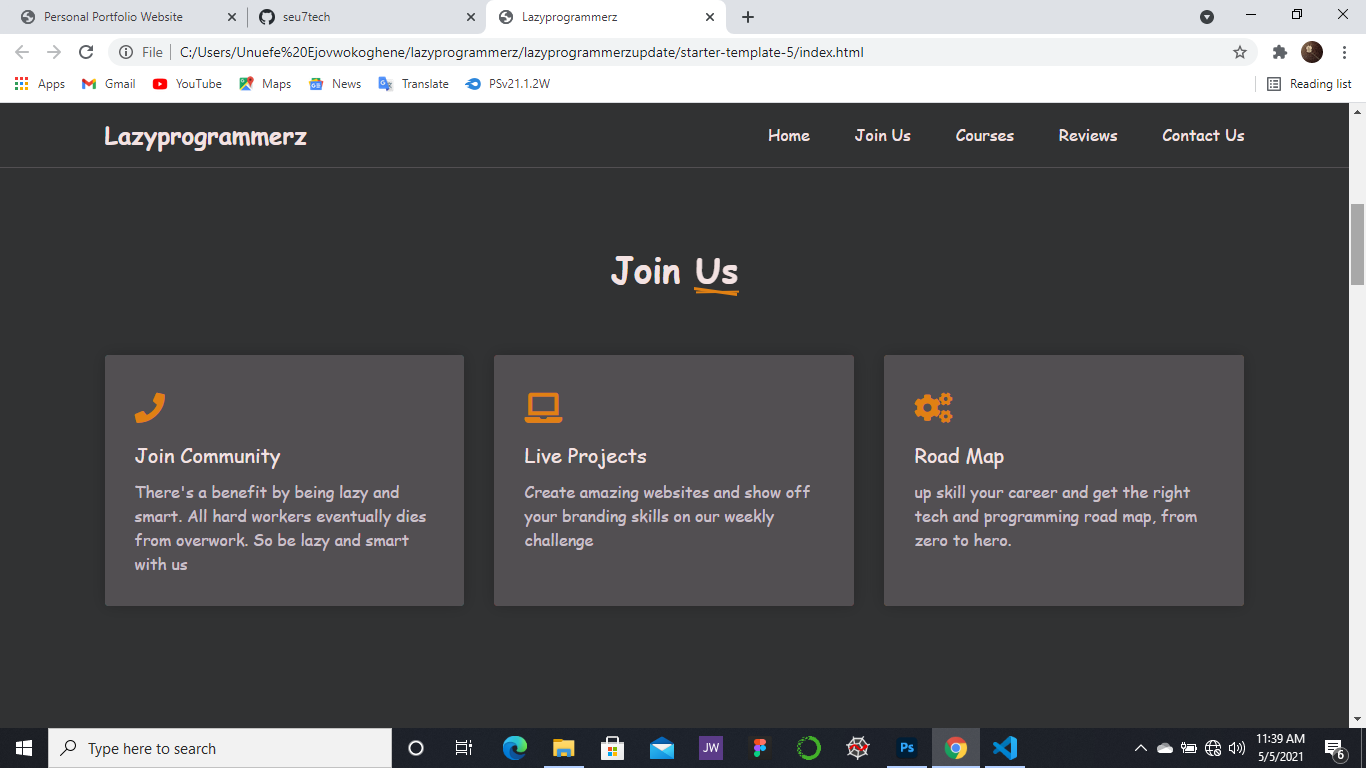 Personal Portfolio Website
seu7tech
Lazyprogrammerz
File
C:/Users/Unuefe%20Ejovwokoghene/lazyprogrammerz/lazyprogrammerzupdate/starter-template-5/index.html
Apps Gmail YouTube Maps News Translate PSv21.1.2W Reading list
Lazyprogrammerz
Home Join Us Courses Reviews Contact Us
Join Us
Join Community
There's a benefit by being lazy and
smart. All hard workers eventually dies
from overwork. So be lazy and smart
with us
Live Projects
Create amazing websites and show off
your branding skills on our weekly
challenge
Road Map
up skill your career and get the right
tech and programming road map, from
zero to hero.
Type here to search
JW
Ps
11:39 AM
5/5/2021
6